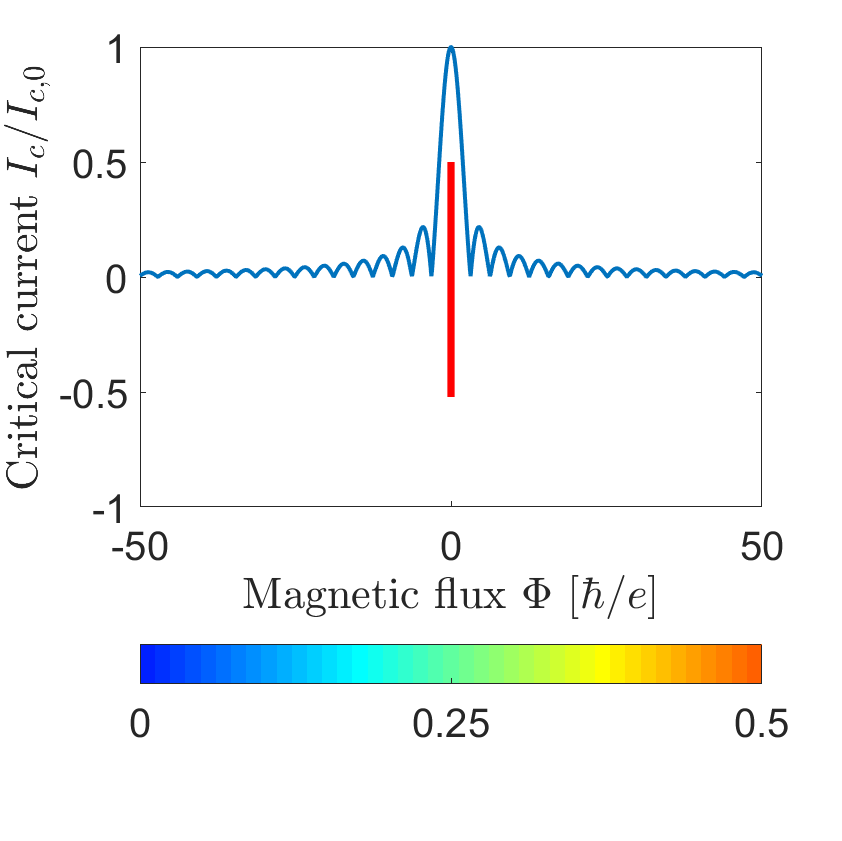 Critical current I_c/I_{c,0}
1
0.5
0
-0.5
-1
-50 0 50
Magnetic flux Φ [ħ/e]
0 0.25 0.5